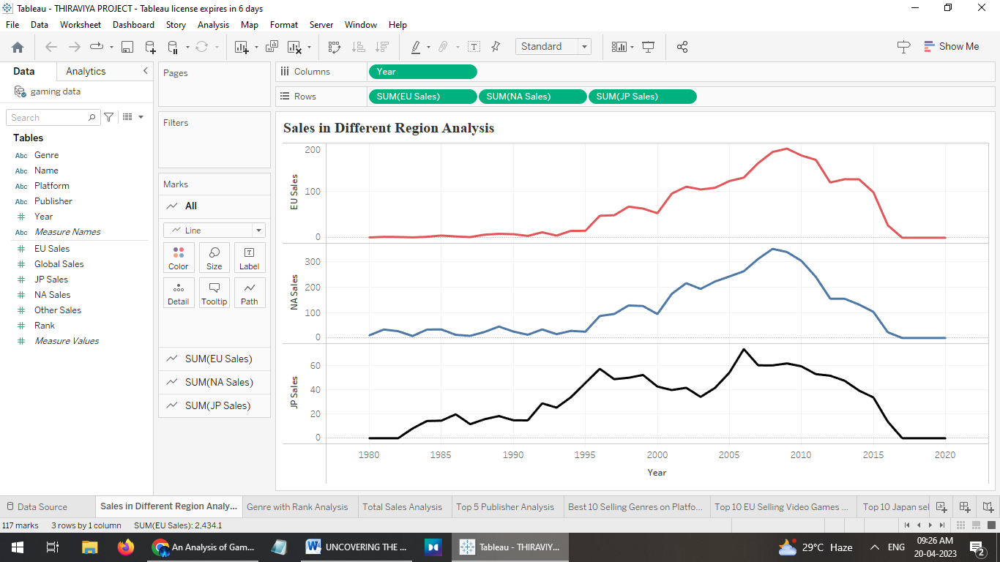 Tableau - THIRAVIYA PROJECT - Tableau license expires in 6 days
File Data Worksheet Dashboard Story Analysis Map Format Server Window Help
Standard
Show Me
Data Analytics
gaming data
Search
Tables
Abc Genre
Abc Name
Abc Platform
Abc Publisher
# Year
Abc Measure Names
# EU Sales
# Global Sales
# JP Sales
# NA Sales
# Other Sales
# Rank
# Measure Values
Pages
Filters
Marks
All
Line
Color Size Label
Detail Tooltip Path
SUM(EU Sales)
SUM(NA Sales)
SUM(JP Sales)
Columns Year
Rows SUM(EU Sales) SUM(NA Sales) SUM(JP Sales)
Sales in Different Region Analysis
EU Sales
200
100
0
NA Sales
300
200
100
0
JP Sales
60
40
20
0
1980 1985 1990 1995 2000 2005 2010 2015 2020
Year
Data Source Sales in Different Region Analy... Genre with Rank Analysis Total Sales Analysis Top 5 Publisher Analysis Best 10 Selling Genres on Platfo... Top 10 EU Selling Video Games ... Top 10 Japan sel
117 marks 3 rows by 1 column SUM(EU Sales): 2,434.1
An Analysis of Gam... UNCOVERING THE ... Tableau - THIRAVIY... 29°C Haze ENG 09:26 AM
20-04-2023 2